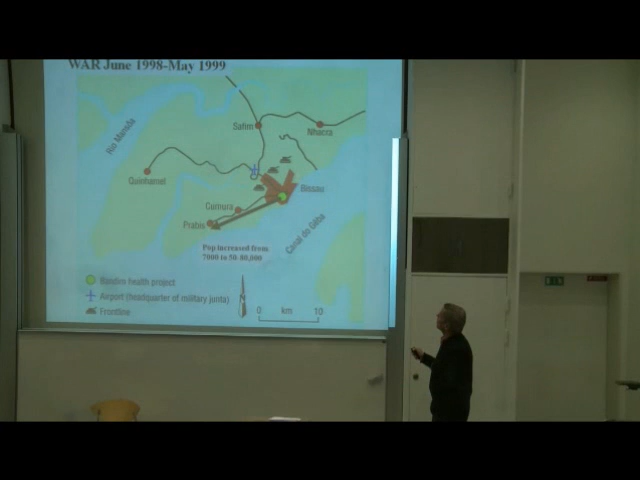 WAR June 1998-May 1999
Rio Mansôa
Safim
Nhacra
Quinhamel
Bissau
Cumura
Prabis
Canal do Gêba
Pop increased from
7000 to 50-80,000
Bandim health project
Airport (headquarter of military junta)
Frontline
N
0 km 10